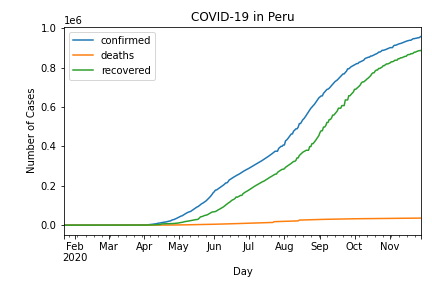 COVID-19 in Peru
1e6
confirmed
deaths
recovered
Number of Cases
1.0
0.8
0.6
0.4
0.2
0.0
Feb Mar Apr May Jun Jul Aug Sep Oct Nov
2020
Day